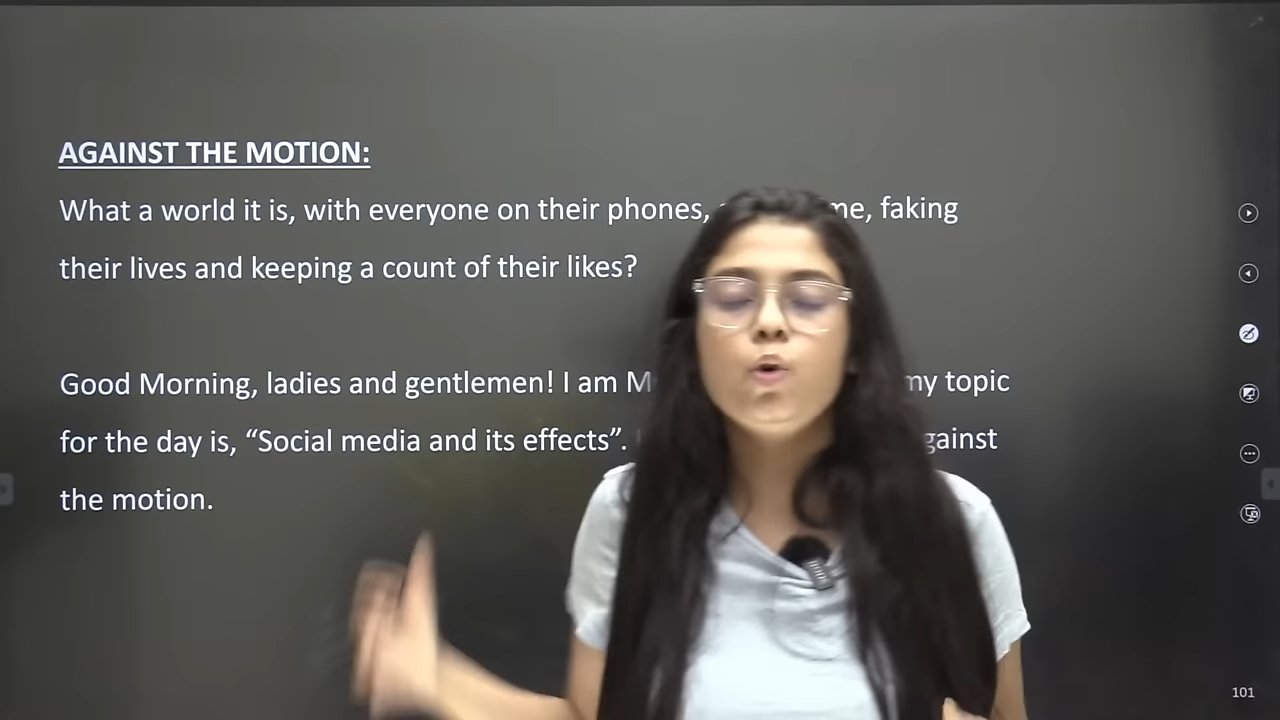 AGAINST THE MOTION:
What a world it is, with everyone on their phones, me, faking
their lives and keeping a count of their likes?
Good Morning, ladies and gentlemen! I am my topic
for the day is, “Social media and its effects”.
the motion.
101